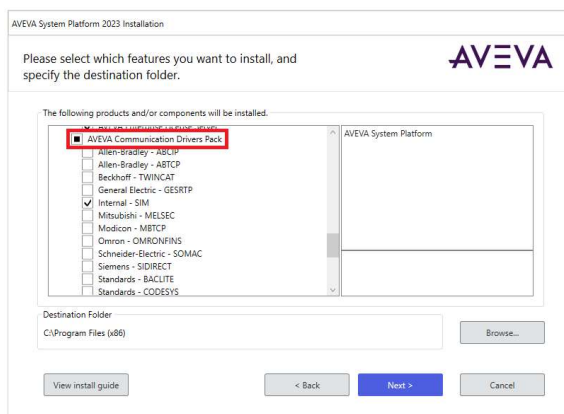 AVEVA System Platform 2023 Installation
Please select which features you want to install, and
specify the destination folder.
AVEVA
The following products and/or components will be installed.
AVEVA Communication Drivers Pack
Allen-Bradley - ABCIP
Allen-Bradley - ABTCP
Beckhoff - TWINCAT
General Electric - GESRTP
Internal - SIM
Mitsubishi - MELSEC
Modicon - MBTCP
Omron - OMRONFINS
Schneider-Electric - SOMAC
Siemens - SIDIRECT
Standards - BACLITE
Standards - CODESYS
AVEVA System Platform
Destination Folder
C:\Program Files (x86)
Browse...
View install guide
< Back
Next >
Cancel